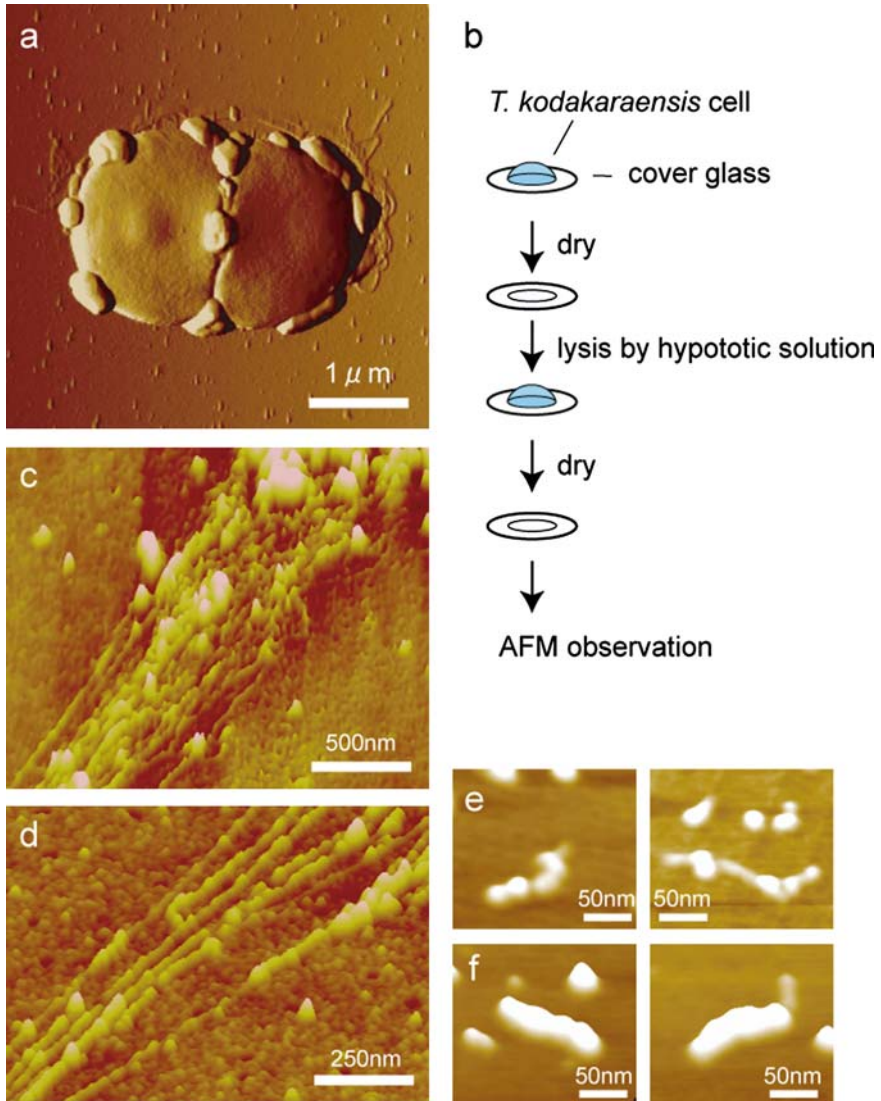 a
1 μm
b
T. kodakaraensis cell
cover glass
dry
lysis by hypototic solution
dry
AFM observation
c
500nm
d
250nm
e
50nm
50nm
f
50nm
50nm